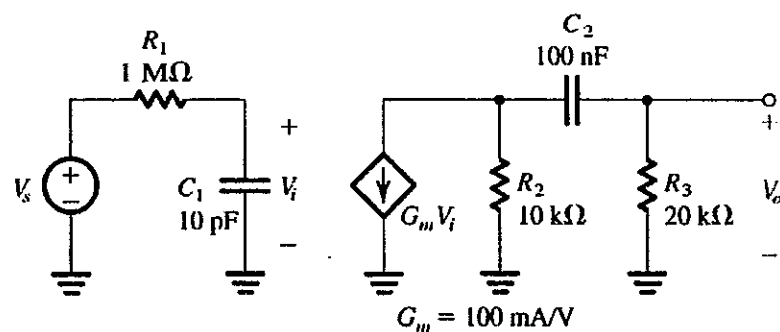 R₁
1 MΩ
C₂
100 nF
+
+
+
−
Vₛ
C₁
10 pF
Vᵢ
GₘVᵢ
R₂
10 kΩ
R₃
20 kΩ
Vₒ
−
−
Gₘ = 100 mA/V